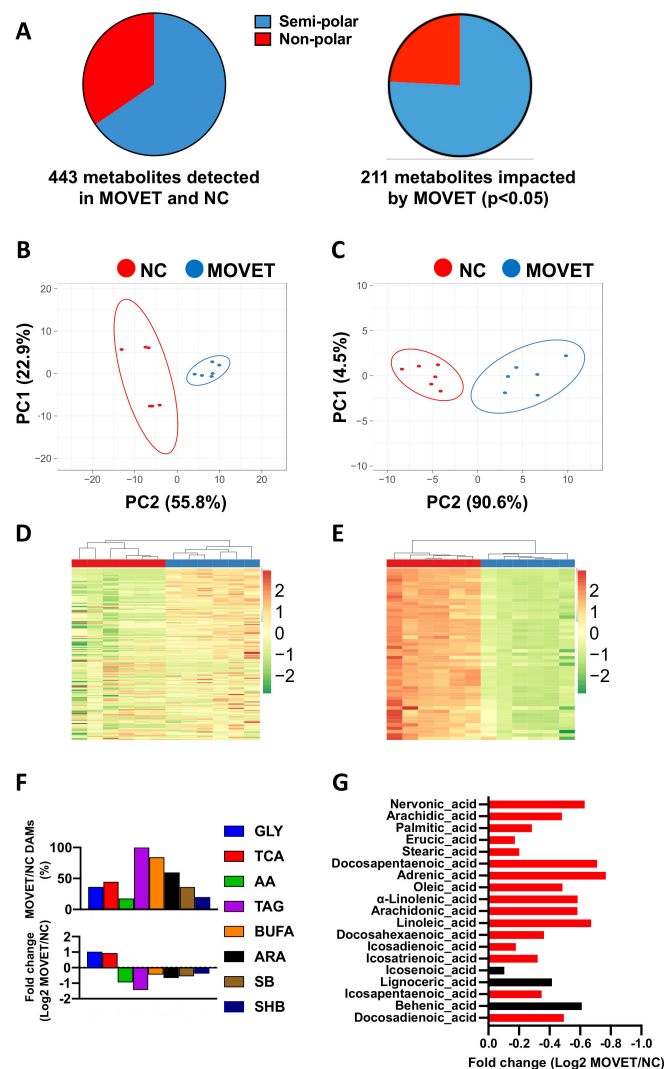 A
Semi-polar
Non-polar
443 metabolites detected
in MOVET and NC
211 metabolites impacted
by MOVET (p<0.05)
B
NC MOVET
PC1 (22.9%)
20
10
0
−10
−20
−20 −10 0 10 20
PC2 (55.8%)
C
NC MOVET
PC1 (4.5%)
10
5
0
−5
−10
−10 −5 0 5 10
PC2 (90.6%)
D
2
1
0
−1
−2
E
2
1
0
−1
−2
F
MOVET/NC DAMs
(%)
100
50
0
Fold change
(Log2 MOVET/NC)
2
1
0
-1
-2
GLY
TCA
AA
TAG
BUFA
ARA
SB
SHB
G
Nervonic_acid
Arachidic_acid
Palmitic_acid
Erucic_acid
Stearic_acid
Docosapentaenoic_acid
Adrenic_acid
Oleic_acid
α-Linolenic_acid
Arachidonic_acid
Linoleic_acid
Docosahexaenoic_acid
Icosadienoic_acid
Icosatrienoic_acid
Icosenoic_acid
Lignoceric_acid
Icosapentaenoic_acid
Behenic_acid
Docosadienoic_acid
0.0 -0.2 -0.4 -0.6 -0.8 -1.0
Fold change (Log2 MOVET/NC)